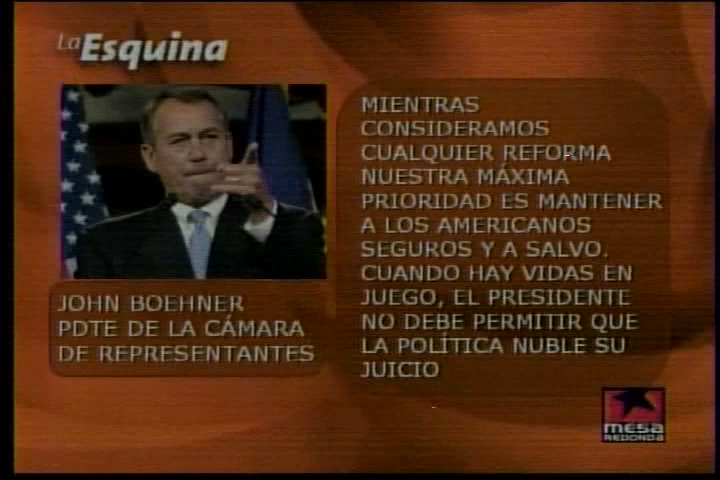 La Esquina
MIENTRAS
CONSIDERAMOS
CUALQUIER REFORMA
NUESTRA MÁXIMA
PRIORIDAD ES MANTENER
A LOS AMERICANOS
SEGUROS Y A SALVO.
CUANDO HAY VIDAS EN
JUEGO, EL PRESIDENTE
NO DEBE PERMITIR QUE
LA POLÍTICA NUBLE SU
JUICIO
JOHN BOEHNER
PDTE DE LA CÁMARA
DE REPRESENTANTES
mesa
REDONDA